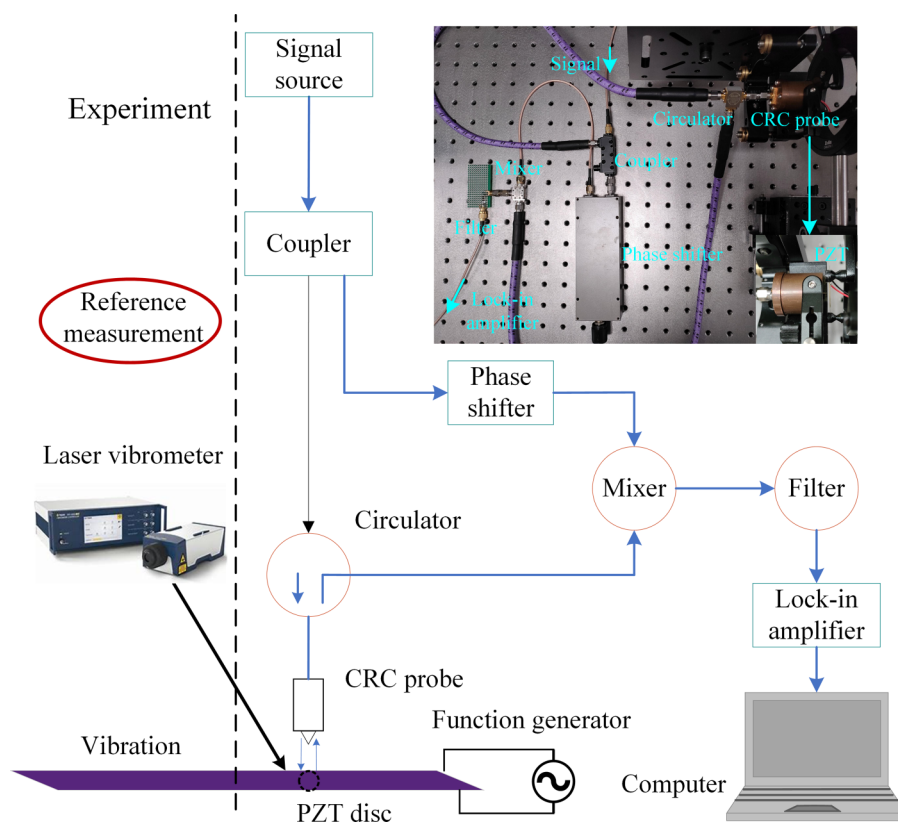 Signal
source
Experiment
Coupler
Reference
measurement
Signal
Circulator
CRC probe
Mixer
Coupler
Filter
Phase shifter
PZT
Lock-in
amplifier
Phase
shifter
Laser vibrometer
Mixer
Filter
Circulator
Lock-in
amplifier
CRC probe
Function generator
Vibration
Computer
PZT disc